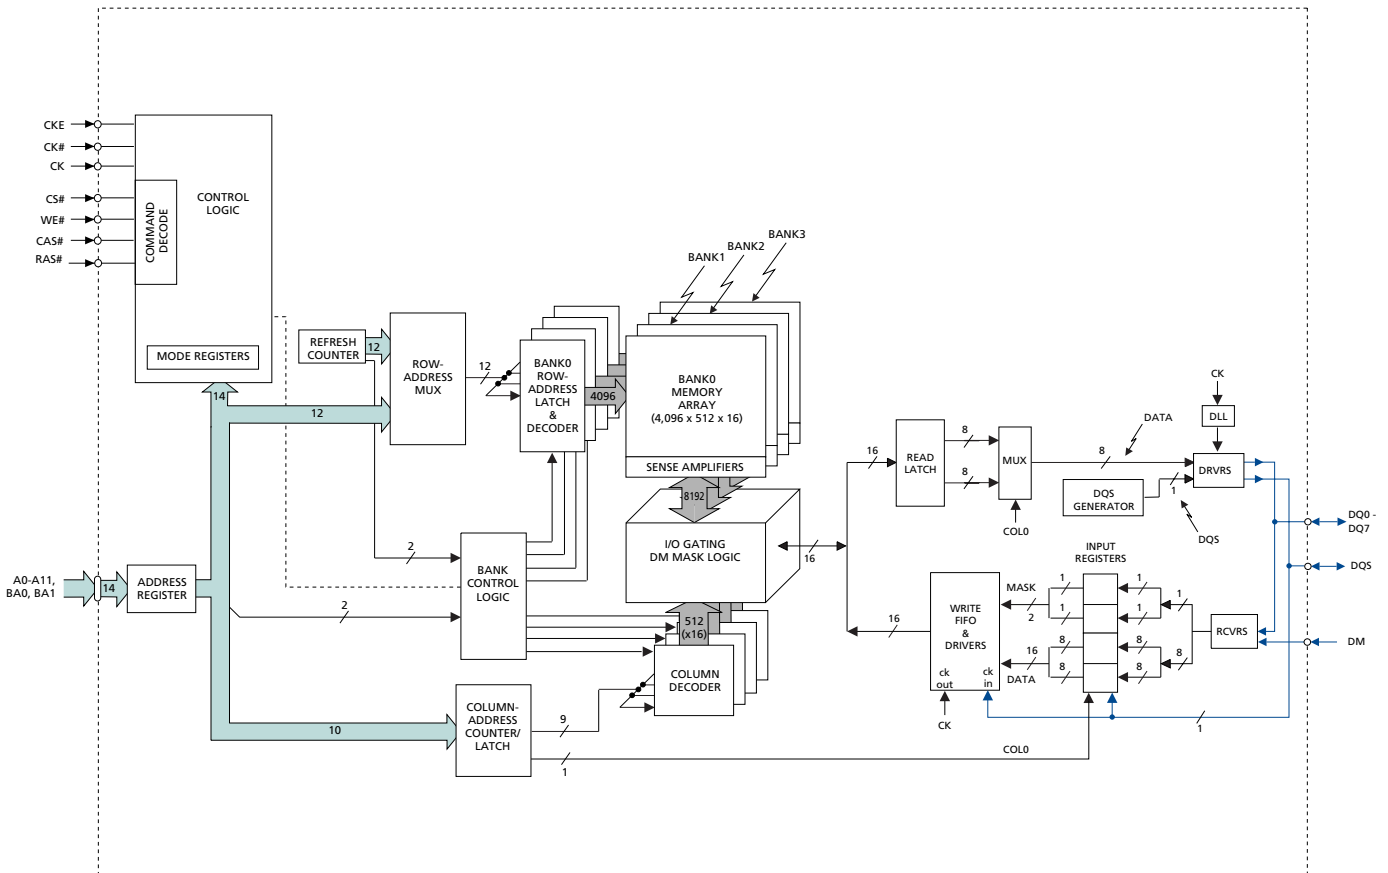 CKE
CK#
CK
CS#
WE#
CAS#
RAS#
COMMAND
DECODE
CONTROL
LOGIC
MODE REGISTERS
A0-A11,
BA0, BA1
14
ADDRESS
REGISTER
14
12
10
REFRESH
COUNTER
12
ROW-
ADDRESS
MUX
12
2
2
BANK
CONTROL
LOGIC
BANK0
ROW-
ADDRESS
LATCH
&
DECODER
4096
BANK1
BANK2
BANK3
BANK0
MEMORY
ARRAY
(4,096 x 512 x 16)
SENSE AMPLIFIERS
8192
I/O GATING
DM MASK LOGIC
512
(x16)
COLUMN
DECODER
COLUMN-
ADDRESS
COUNTER/
LATCH
9
1
COL0
16
16
READ
LATCH
8
8
MUX
COL0
DATA
8
DQS
GENERATOR
1
DQS
CK
DLL
DRVRS
DQ0 -
DQ7
DQS
DM
RCVRS
INPUT
REGISTERS
1
1
8
8
1
1
8
8
1
8
MASK
2
16
DATA
WRITE
FIFO
&
DRIVERS
ck
out
ck
in
CK
16
1